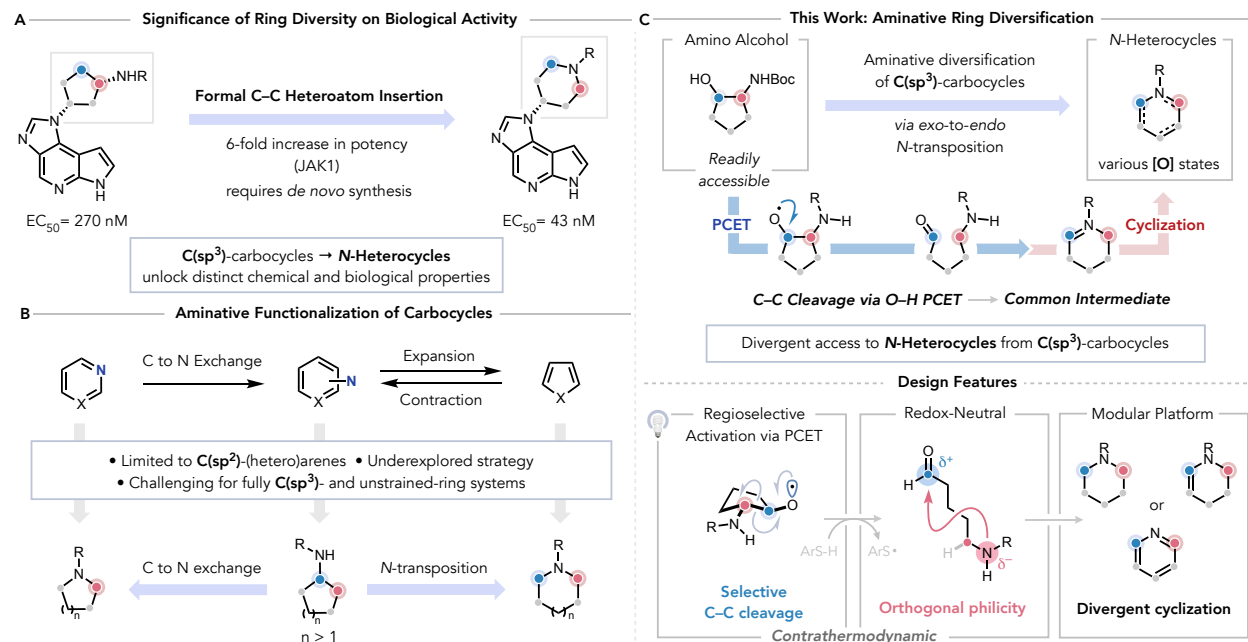 A
Significance of Ring Diversity on Biological Activity
NHR
N
N
N
N
H
EC50= 270 nM
Formal C–C Heteroatom Insertion
6-fold increase in potency
(JAK1)
requires de novo synthesis
R
N
N
N
N
N
H
EC50= 43 nM
C(sp3)-carbocycles → N-Heterocycles
unlock distinct chemical and biological properties
B
Aminative Functionalization of Carbocycles
N
X
C to N Exchange
N
X
Expansion
Contraction
X
• Limited to C(sp2)-(hetero)arenes • Underexplored strategy
• Challenging for fully C(sp3)- and unstrained-ring systems
R
N
( )n
C to N exchange
R
NH
( )n
n > 1
N-transposition
R
N
( )n
C
This Work: Aminative Ring Diversification
Amino Alcohol
HO
NHBoc
Readily
accessible
Aminative diversification
of C(sp3)-carbocycles
via exo-to-endo
N-transposition
N-Heterocycles
R
N
various [O] states
PCET
O
R
N
H
O
R
N
H
R
N
Cyclization
C–C Cleavage via O–H PCET
Common Intermediate
Divergent access to N-Heterocycles from C(sp3)-carbocycles
Design Features
Regioselective
Activation via PCET
O
R
N
H
Selective
C–C cleavage
ArS-H
ArS•
Redox-Neutral
O
H
δ+
H
N
R
H
δ−
Orthogonal philicity
Contrathermodynamic
Modular Platform
R
N
R
N
or
N
Divergent cyclization